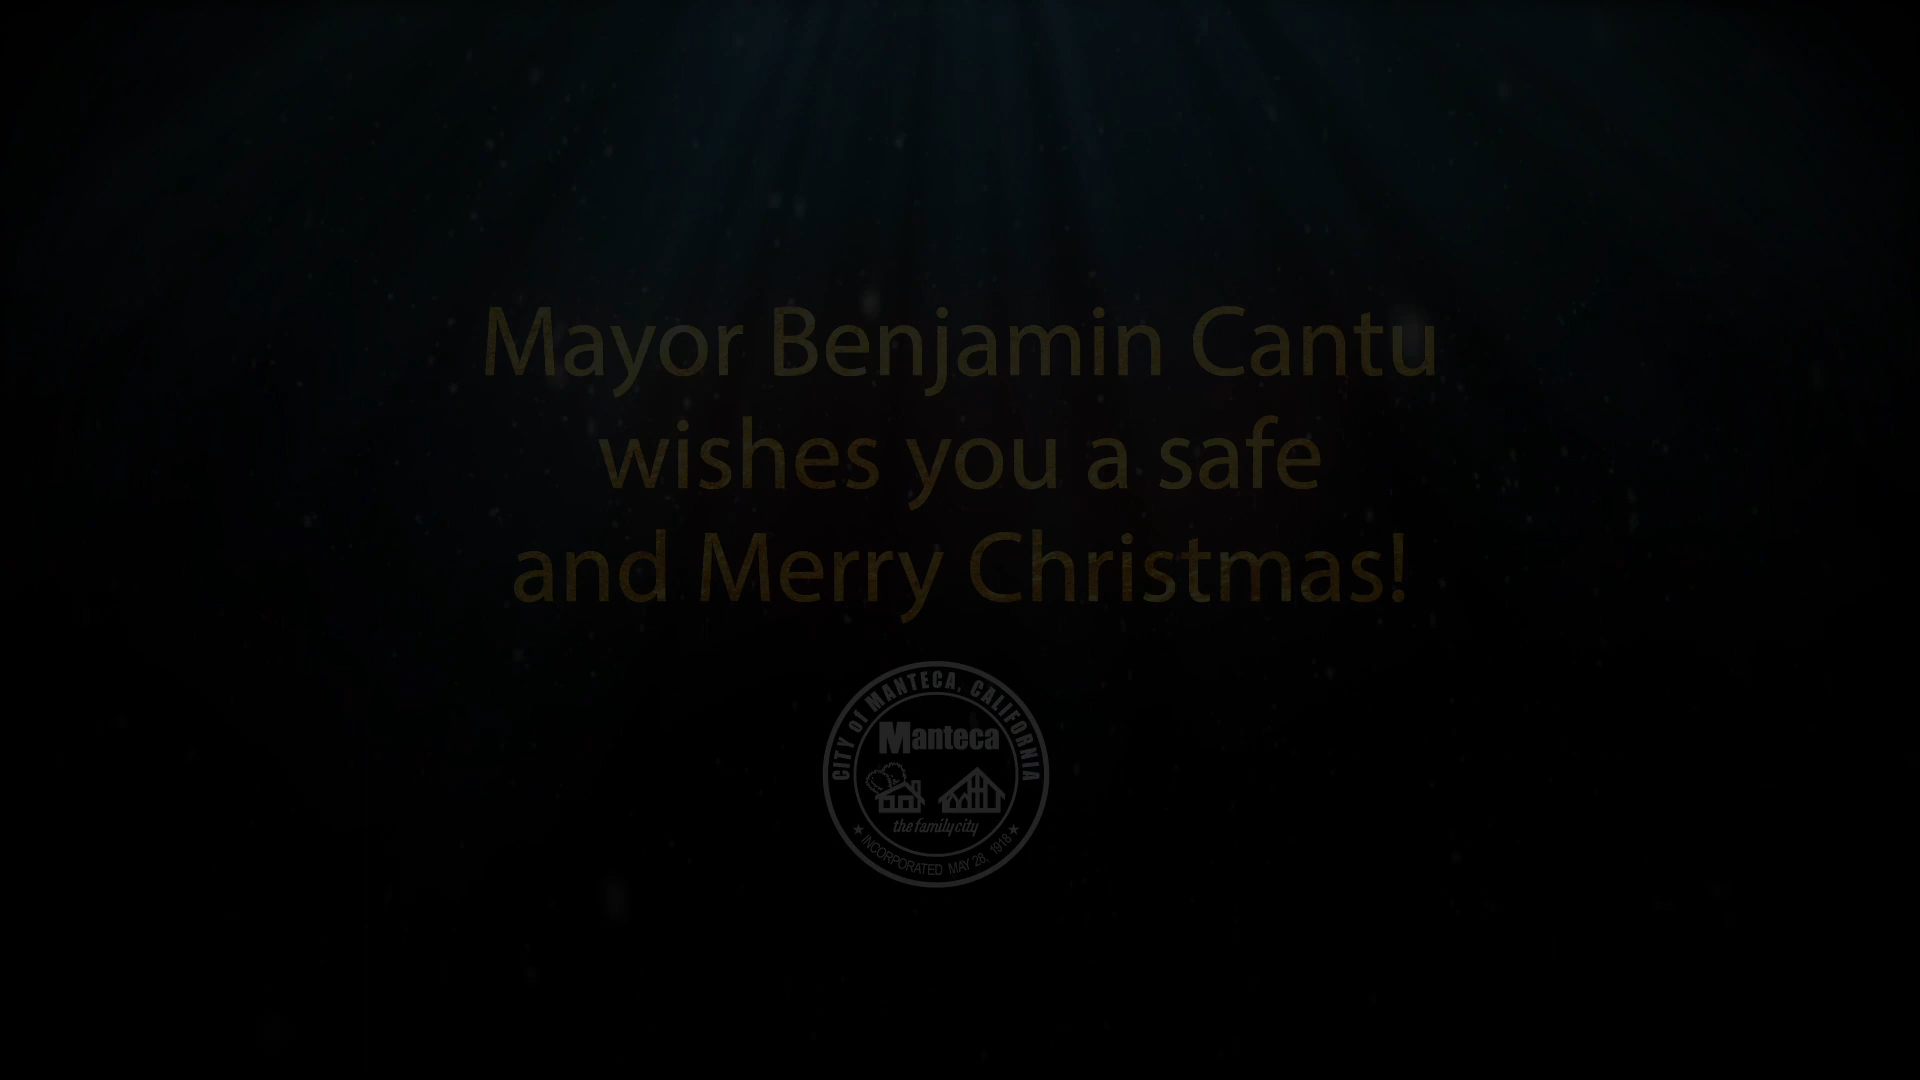 Mayor Benjamin Cantu
wishes you a safe
and Merry Christmas!
CITY of MANTECA, CALIFORNIA
Manteca
the family city
★ INCORPORATED MAY 28, 1918 ★